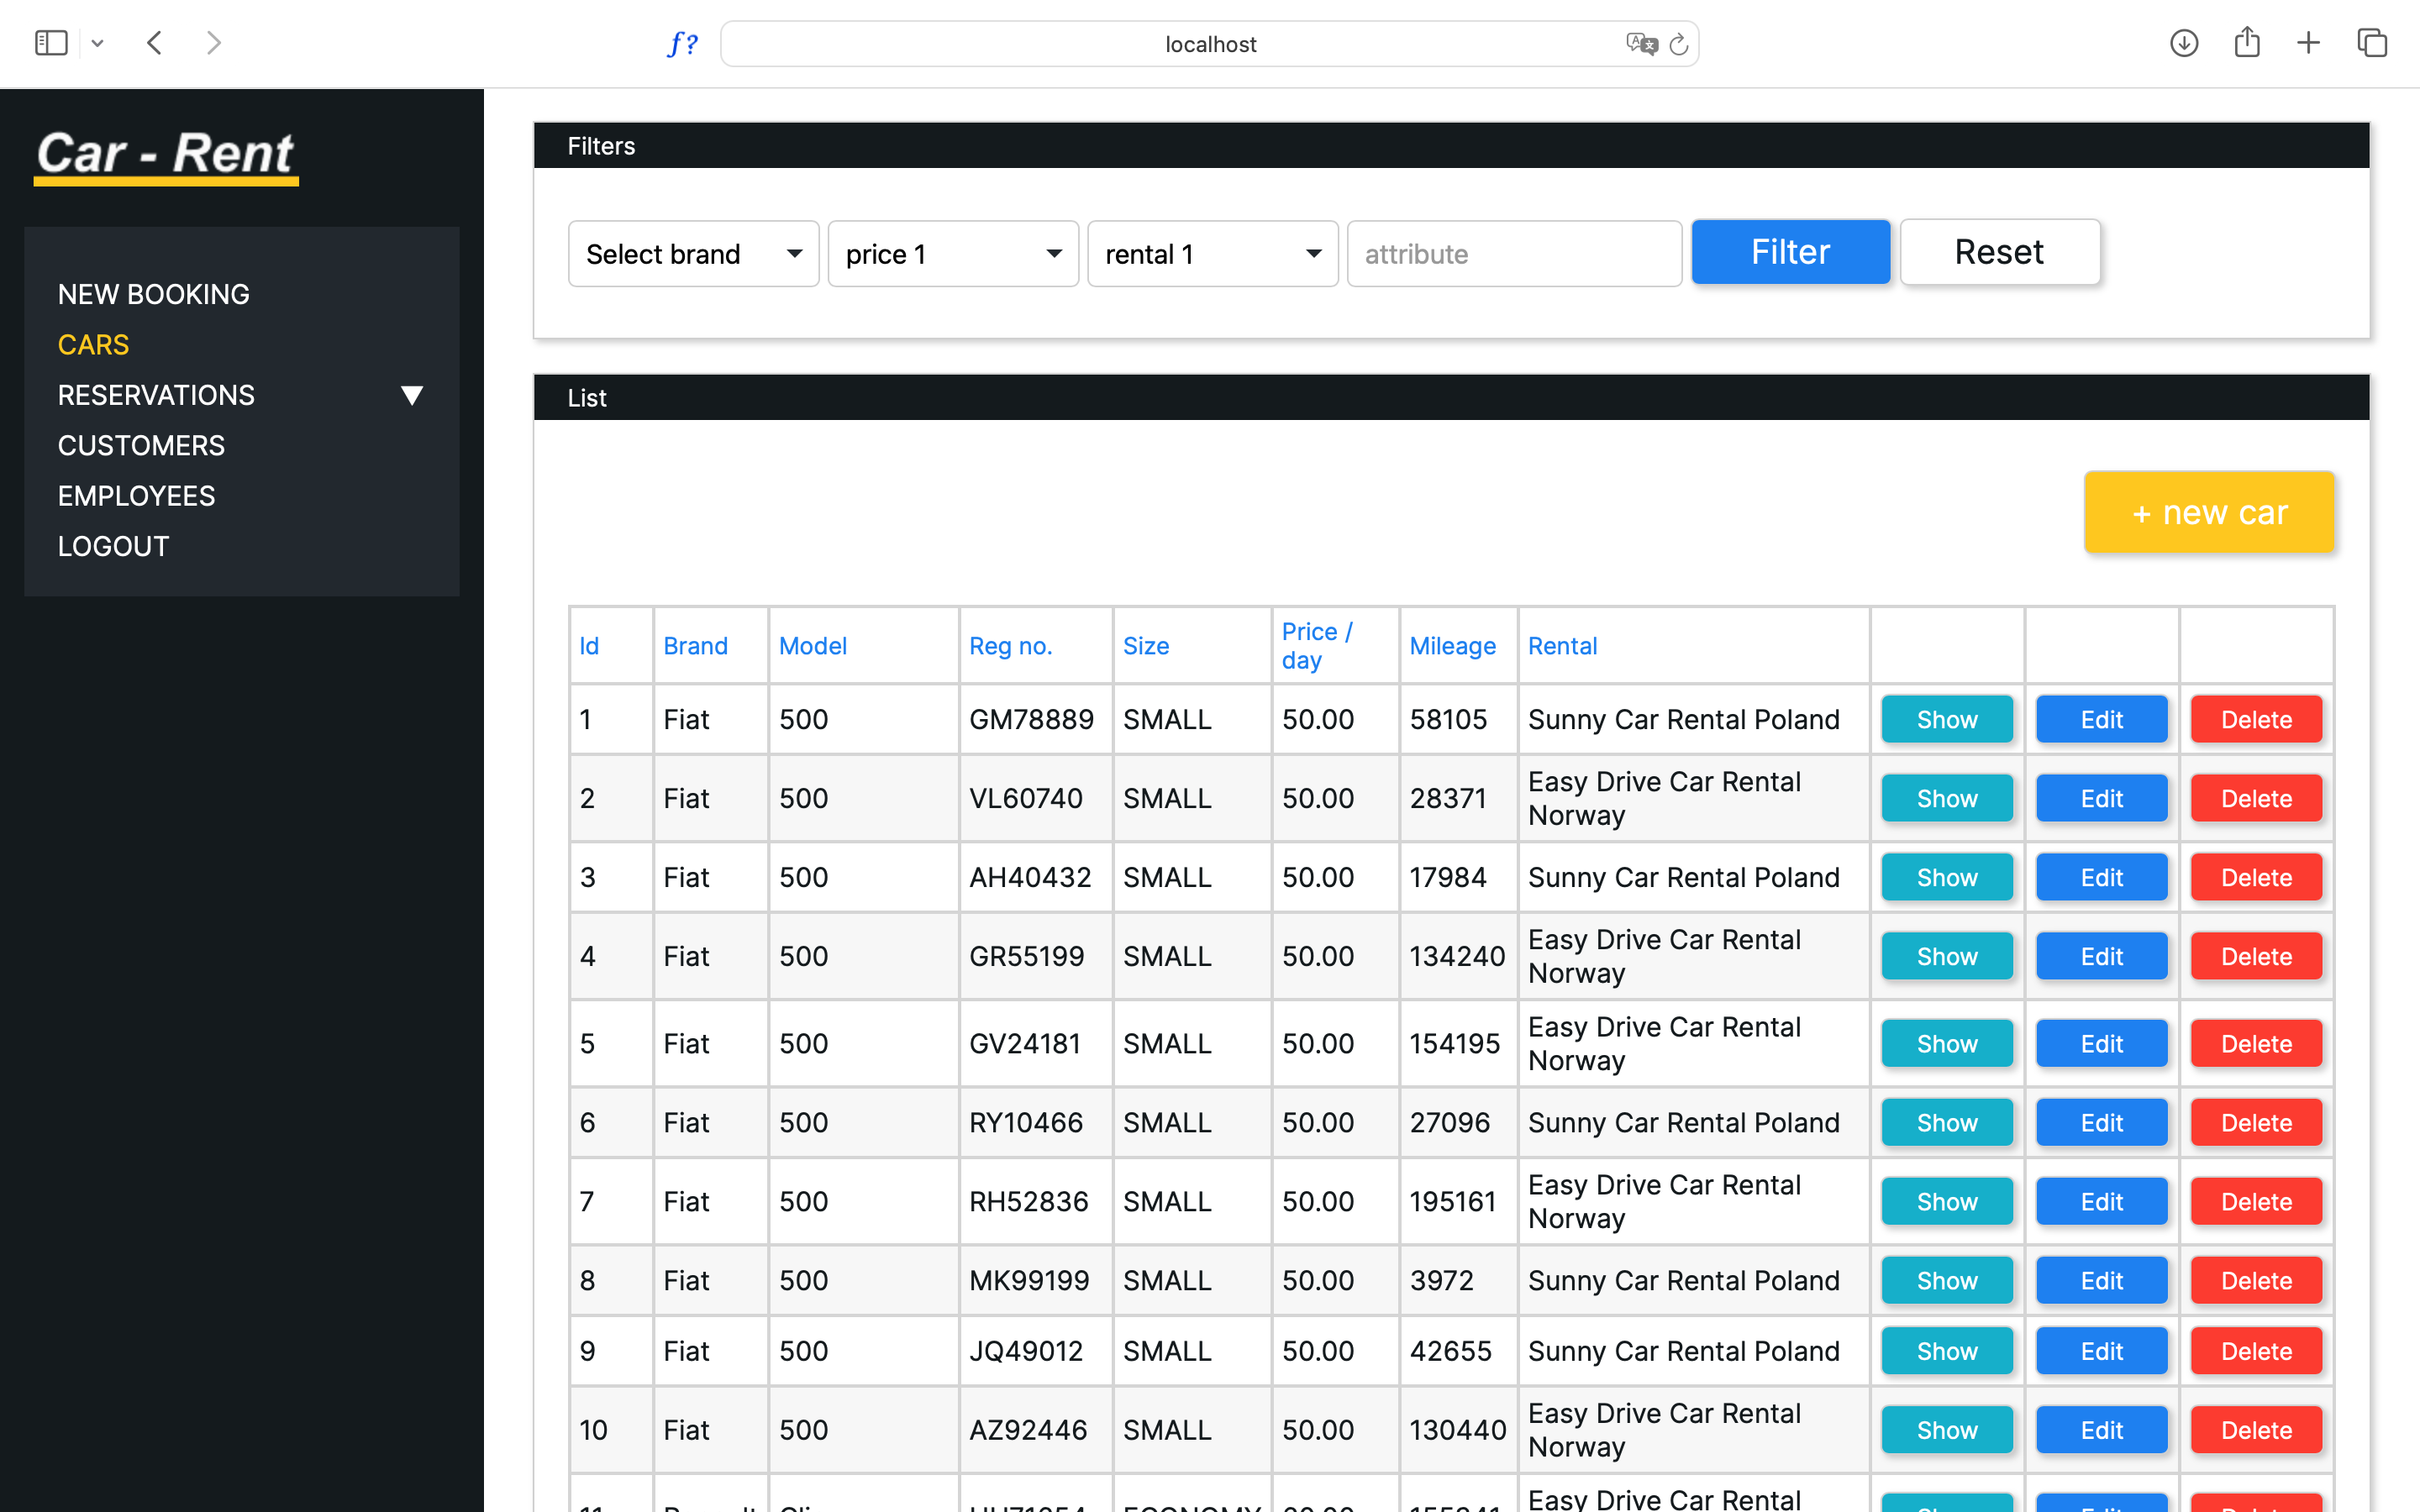 ƒ?
localhost
Car - Rent
NEW BOOKING
CARS
RESERVATIONS ▼
CUSTOMERS
EMPLOYEES
LOGOUT
Filters
Select brand price 1 rental 1 attribute Filter Reset
List
+ new car
Id Brand Model Reg no. Size Price / day Mileage Rental
1 Fiat 500 GM78889 SMALL 50.00 58105 Sunny Car Rental Poland Show Edit Delete
2 Fiat 500 VL60740 SMALL 50.00 28371 Easy Drive Car Rental Norway Show Edit Delete
3 Fiat 500 AH40432 SMALL 50.00 17984 Sunny Car Rental Poland Show Edit Delete
4 Fiat 500 GR55199 SMALL 50.00 134240 Easy Drive Car Rental Norway Show Edit Delete
5 Fiat 500 GV24181 SMALL 50.00 154195 Easy Drive Car Rental Norway Show Edit Delete
6 Fiat 500 RY10466 SMALL 50.00 27096 Sunny Car Rental Poland Show Edit Delete
7 Fiat 500 RH52836 SMALL 50.00 195161 Easy Drive Car Rental Norway Show Edit Delete
8 Fiat 500 MK99199 SMALL 50.00 3972 Sunny Car Rental Poland Show Edit Delete
9 Fiat 500 JQ49012 SMALL 50.00 42655 Sunny Car Rental Poland Show Edit Delete
10 Fiat 500 AZ92446 SMALL 50.00 130440 Easy Drive Car Rental Norway Show Edit Delete
Easy Drive Car Rental